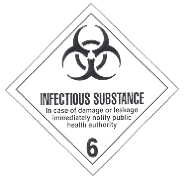 INFECTIOUS SUBSTANCE
In case of damage or leakage
immediately notify public
health authority
6